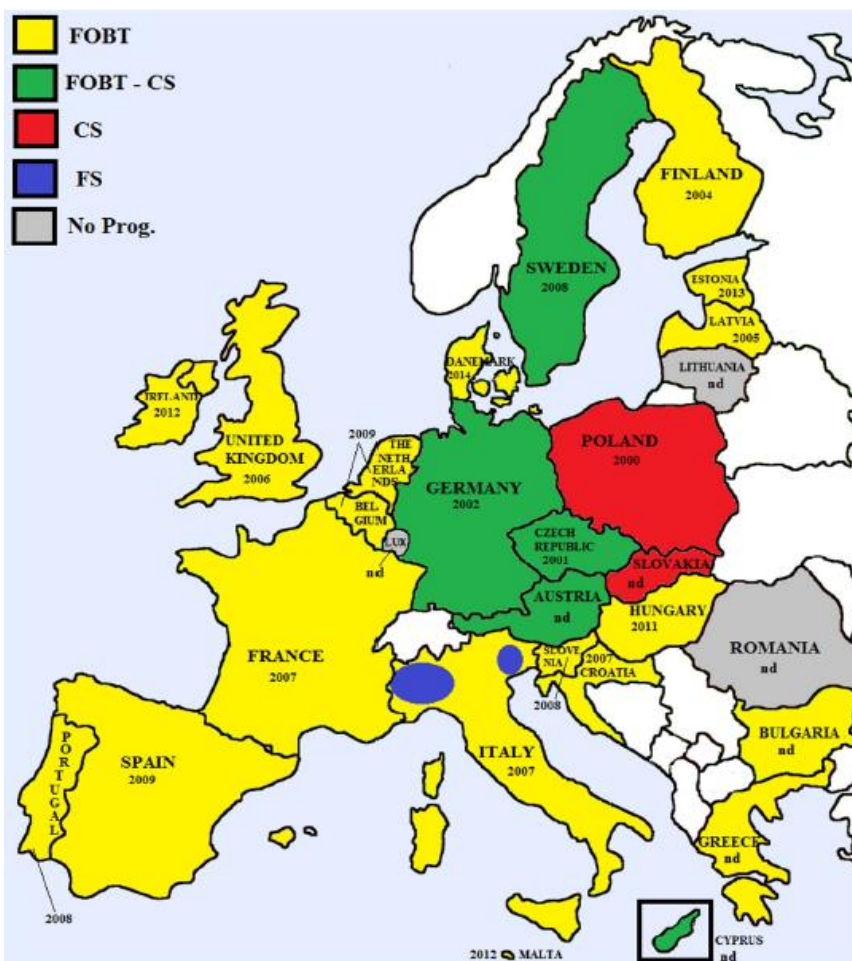 FOBT
FOBT - CS
CS
FS
No Prog.
FINLAND
2004
SWEDEN
2008
ESTONIA
2013
LATVIA
2005
LITHUANIA
nd
DANEMARK
2014
IRELAND
2012
UNITED
KINGDOM
2006
2009
THE
NETH
ERLA
NDS
BEL
GIUM
LUX
nd
GERMANY
2002
POLAND
2000
CZECH
REPUBLIC
2001
SLOVAKIA
nd
AUSTRIA
nd
HUNGARY
2011
ROMANIA
nd
FRANCE
2007
SLOVE
NIA
2008
2007
CROATIA
BULGARIA
nd
ITALY
2007
SPAIN
2009
PORTUGAL
2008
GREECE
nd
2012 MALTA
CYPRUS
nd